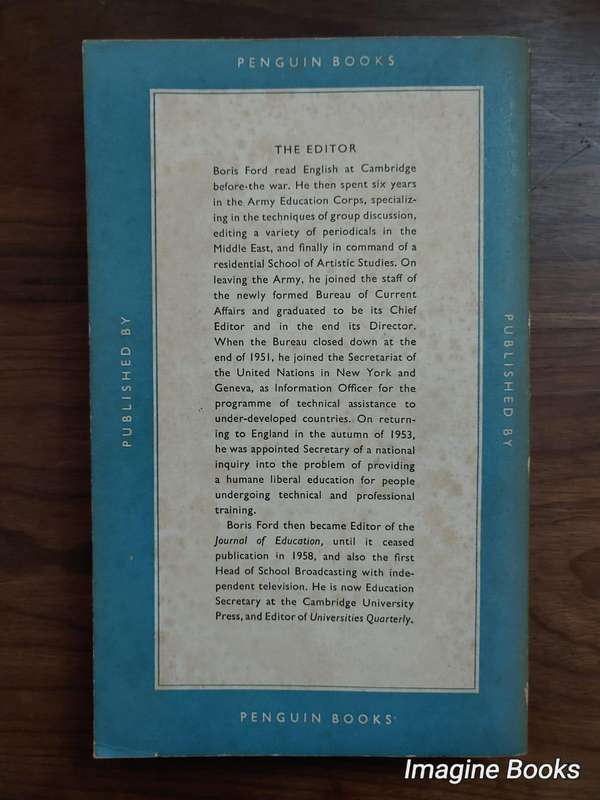 PENGUIN BOOKS
THE EDITOR
Boris Ford read English at Cambridge
before the war. He then spent six years
in the Army Education Corps, specializ-
ing in the techniques of group discussion,
editing a variety of periodicals in the
Middle East, and finally in command of a
residential School of Artistic Studies. On
leaving the Army, he joined the staff of
the newly formed Bureau of Current
Affairs and graduated to be its Chief
Editor and in the end its Director.
When the Bureau closed down at the
end of 1951, he joined the Secretariat of
the United Nations in New York and
Geneva, as Information Officer for the
programme of technical assistance to
under-developed countries. On return-
ing to England in the autumn of 1953,
he was appointed Secretary of a national
inquiry into the problem of providing
a humane liberal education for people
undergoing technical and professional
training.
Boris Ford then became Editor of the
Journal of Education, until it ceased
publication in 1958, and also the first
Head of School Broadcasting with inde-
pendent television. He is now Education
Secretary at the Cambridge University
Press, and Editor of Universities Quarterly.
PUBLISHED BY
PUBLISHED BY
PENGUIN BOOKS
Imagine Books